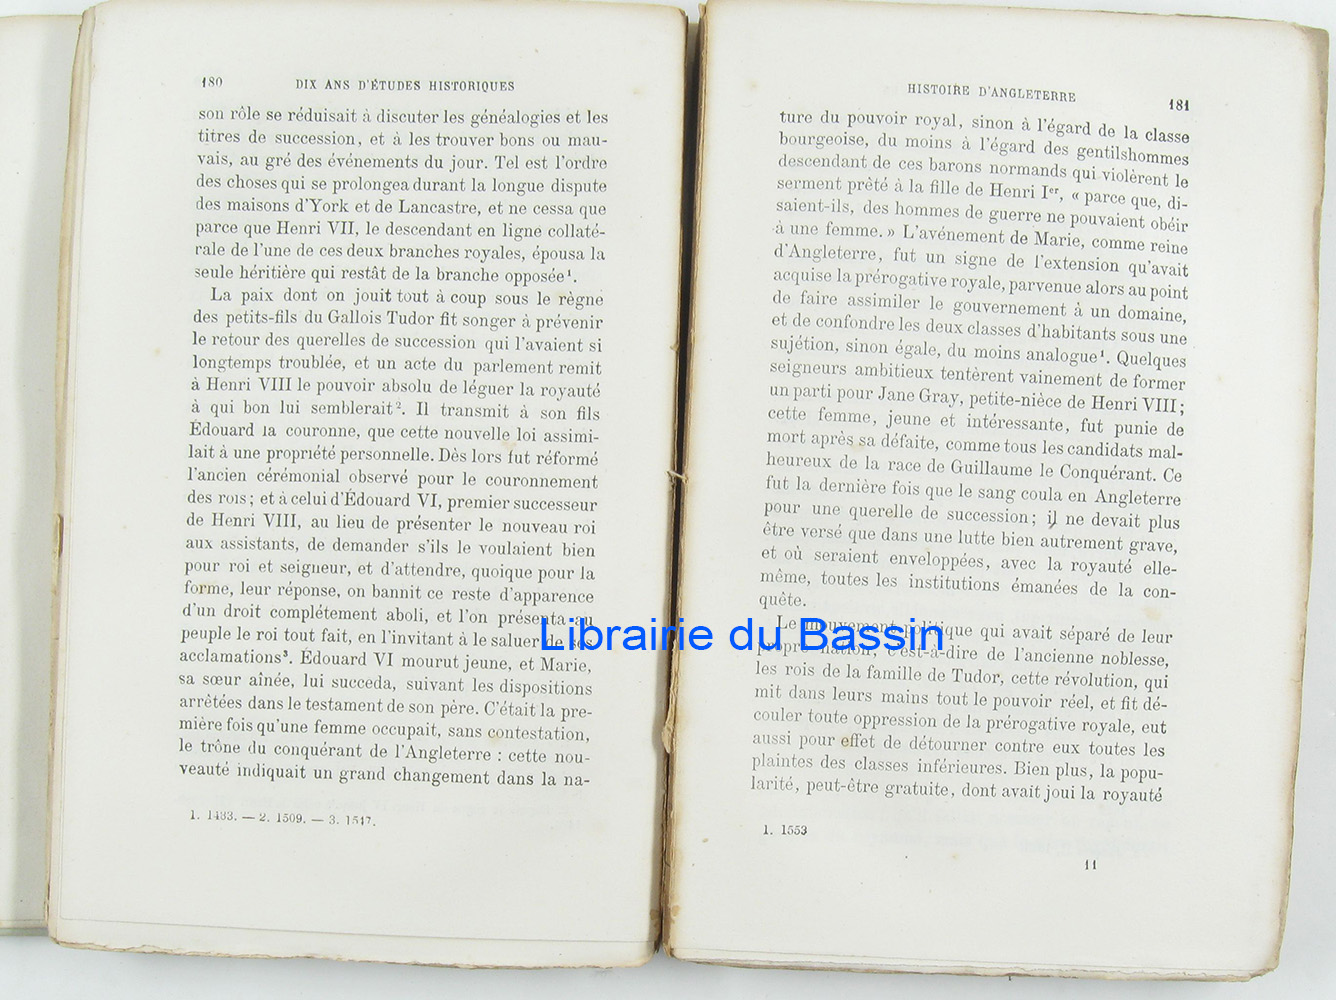 180 DIX ANS D'ÉTUDES HISTORIQUES
son rôle se réduisait à discuter les généalogies et les
titres de succession, et à les trouver bons ou mau-
vais, au gré des événements du jour. Tel est l'ordre
des choses qui se prolongea durant la longue dispute
des maisons d'York et de Lancastre, et ne cessa que
parce que Henri VII, le descendant en ligne collaté-
rale de l'une de ces deux branches royales, épousa la
seule héritière qui restât de la branche opposée¹.
La paix dont on jouit tout à coup sous le règne
des petits-fils du Gallois Tudor fit songer à prévenir
le retour des querelles de succession qui l'avaient si
longtemps troublée, et un acte du parlement remit
à Henri VIII le pouvoir absolu de léguer la royauté
à qui bon lui semblerait². Il transmit à son fils
Édouard la couronne, que cette nouvelle loi assimi-
lait à une propriété personnelle. Dès lors fut réformé
l'ancien cérémonial observé pour le couronnement
des rois; et à celui d'Édouard VI, premier successeur
de Henri VIII, au lieu de présenter le nouveau roi
aux assistants, de demander s'ils le voulaient bien
pour roi et seigneur, et d'attendre, quoique pour la
forme, leur réponse, on bannit ce reste d'apparence
d'un droit complétement aboli, et l'on présenta au
peuple le roi tout fait, en l'invitant à le saluer de ses
acclamations³. Édouard VI mourut jeune, et Marie,
sa sœur aînée, lui succeda, suivant les dispositions
arrêtées dans le testament de son père. C'était la pre-
mière fois qu'une femme occupait, sans contestation,
le trône du conquérant de l'Angleterre : cette nou-
veauté indiquait un grand changement dans la na-
1. 1483. — 2. 1509. — 3. 1547.
HISTOIRE D'ANGLETERRE 181
ture du pouvoir royal, sinon à l'égard de la classe
bourgeoise, du moins à l'égard des gentilshommes
descendant de ces barons normands qui violèrent le
serment prêté à la fille de Henri Iᵉʳ, « parce que, di-
saient-ils, des hommes de guerre ne pouvaient obéir
à une femme. » L'avénement de Marie, comme reine
d'Angleterre, fut un signe de l'extension qu'avait
acquise la prérogative royale, parvenue alors au point
de faire assimiler le gouvernement à un domaine,
et de confondre les deux classes d'habitants sous une
sujétion, sinon égale, du moins analogue¹. Quelques
seigneurs ambitieux tentèrent vainement de former
un parti pour Jane Gray, petite-nièce de Henri VIII;
cette femme, jeune et intéressante, fut punie de
mort après sa défaite, comme tous les candidats mal-
heureux de la race de Guillaume le Conquérant. Ce
fut la dernière fois que le sang coula en Angleterre
pour une querelle de succession; il ne devait plus
être versé que dans une lutte bien autrement grave,
et où seraient enveloppées, avec la royauté elle-
même, toutes les institutions émanées de la con-
quête.
Le mouvement politique qui avait séparé de leur
propre nation, c'est-à-dire de l'ancienne noblesse,
les rois de la famille de Tudor, cette révolution, qui
mit dans leurs mains tout le pouvoir réel, et fit dé-
couler toute oppression de la prérogative royale, eut
aussi pour effet de détourner contre eux toutes les
plaintes des classes inférieures. Bien plus, la popu-
larité, peut-être gratuite, dont avait joui la royauté
1. 1553
11
Librairie du Bassin